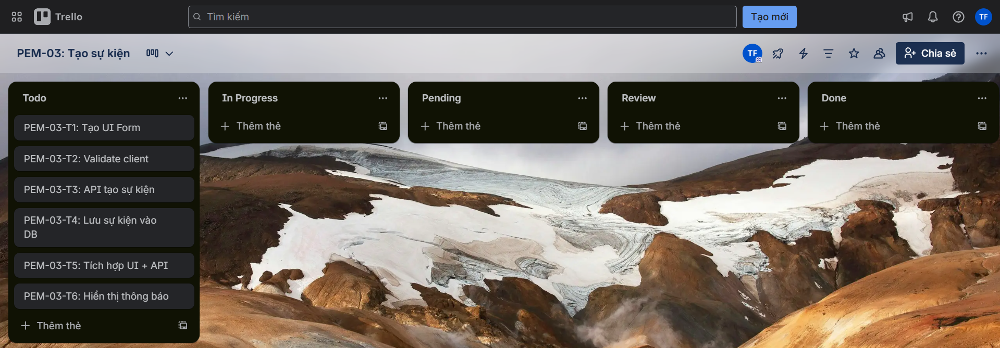 Trello
Tìm kiếm
Tạo mới
TF
PEM-03: Tạo sự kiện
TF
Chia sẻ
Todo
PEM-03-T1: Tạo UI Form
PEM-03-T2: Validate client
PEM-03-T3: API tạo sự kiện
PEM-03-T4: Lưu sự kiện vào
DB
PEM-03-T5: Tích hợp UI + API
PEM-03-T6: Hiển thị thông báo
Thêm thẻ
In Progress
Thêm thẻ
Pending
Thêm thẻ
Review
Thêm thẻ
Done
Thêm thẻ